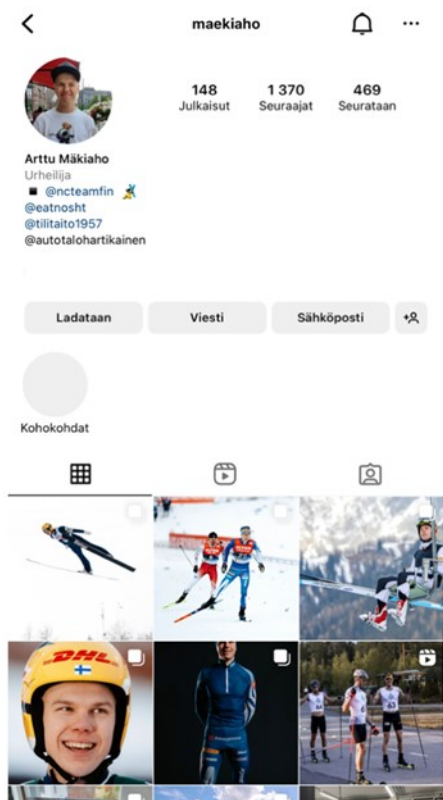 maekiaho
148 1 370 469
Julkaisut Seuraajat Seurataan
Arttu Mäkiaho
Urheilija
@ncteamfin
@eatnosht
@tilitaito1957
@autotalohartikainen
Ladataan Viesti Sähköposti
Kohokohdat
DHL